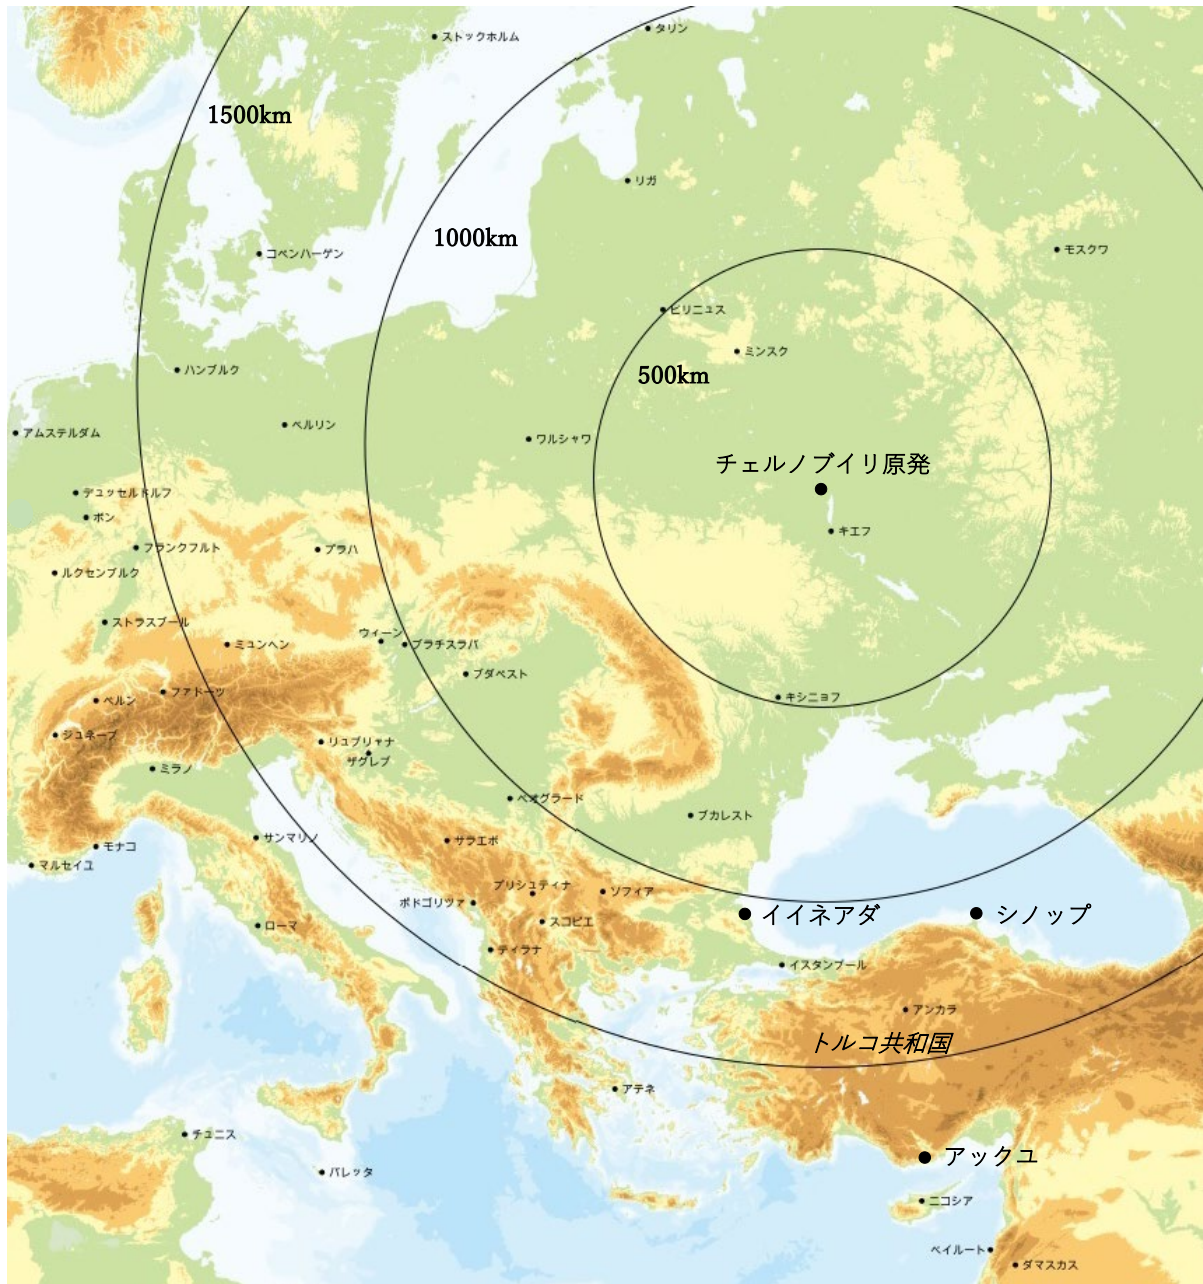 タリン
ストックホルム
1500km
リガ
1000km
コペンハーゲン
モスクワ
ビリニュス
ミンスク
ハンブルク
500km
ベルリン
アムステルダム
ワルシャワ
チェルノブイリ原発
デュッセルドルフ
ボン
キエフ
フランクフルト
プラハ
ルクセンブルク
ストラスブール
ウィーン
ミュンヘン
ブラチスラバ
ブダペスト
ファドーツ
ベルン
キシニョフ
ジュネーブ
リュブリャナ
ザグレブ
ミラノ
ベオグラード
ブカレスト
サンマリノ
サラエボ
モナコ
マルセイユ
プリシュティナ
ソフィア
ポドゴリツァ
イイネアダ
シノップ
スコピエ
ローマ
ティラナ
イスタンブール
アンカラ
トルコ共和国
アテネ
チュニス
アックユ
バレッタ
ニコシア
ベイルート
ダマスカス